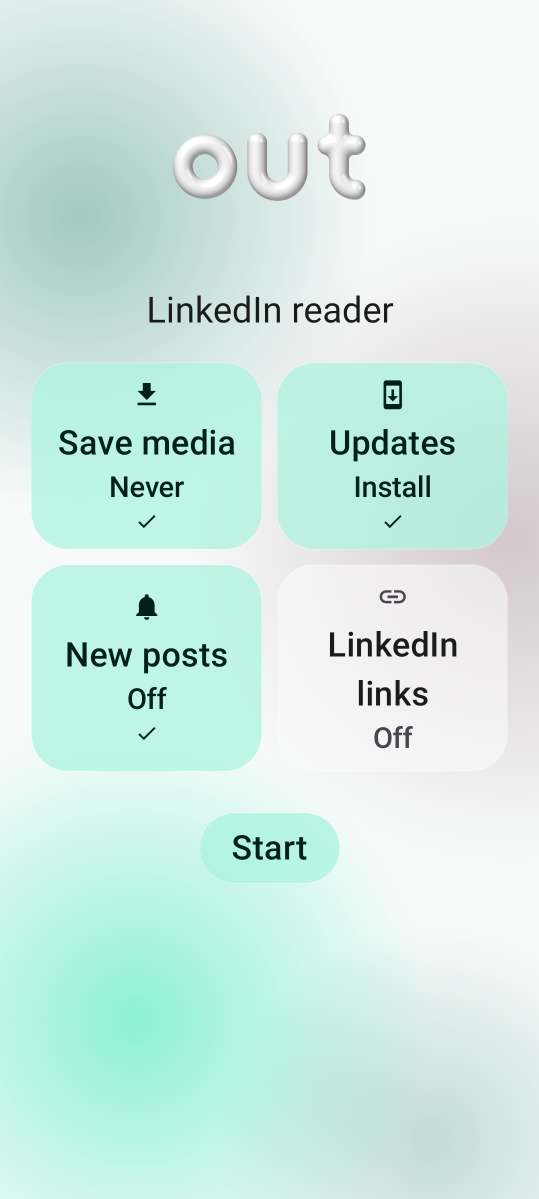 out
LinkedIn reader
Save media
Never
Updates
Install
New posts
Off
LinkedIn
links
Off
Start